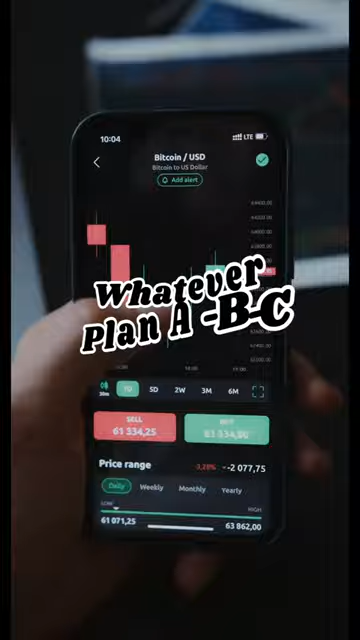 10:04
LTE
Bitcoin / USD
Bitcoin to US Dollar
Add alert
Whatever
Plan A -B-C
30m 1D 5D 2W 3M 6M
SELL BUY
61 334,25
Price range -3,28% -2 077,75
Daily Weekly Monthly Yearly
LOW HIGH
61 071,25 63 862,00